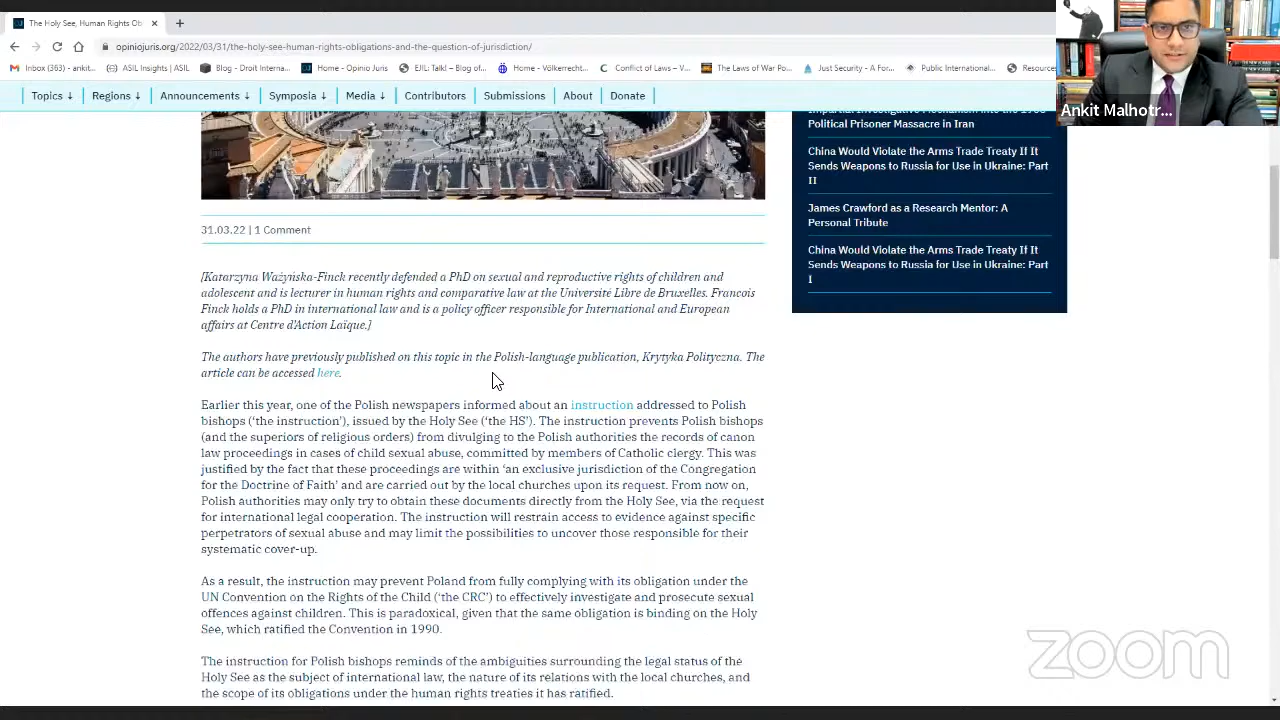 The Holy See, Human Rights Ob
opiniojuris.org/2022/03/31/the-holy-see-human-rights-obligations-and-the-question-of-jurisdiction/
Inbox (363) - ankit...
ASIL Insights | ASIL
Blog - Droit Interna...
Home - Opinio Juris
EJIL: Talk! – Blog of...
Home - Völkerrech...
Conflict of Laws – V...
The Laws of War Po...
Just Security - A For...
Public International...
Resource
Topics ↓
Regions ↓
Announcements ↓
Symposia ↓
Media
Contributors
Submissions
About
Donate
Ankit Malhotr...
Political Prisoner Massacre in Iran
China Would Violate the Arms Trade Treaty If It
Sends Weapons to Russia for Use in Ukraine: Part
II
James Crawford as a Research Mentor: A
Personal Tribute
China Would Violate the Arms Trade Treaty If It
Sends Weapons to Russia for Use in Ukraine: Part
I
31.03.22 | 1 Comment
[Katarzyna Ważyńska-Finck recently defended a PhD on sexual and reproductive rights of children and
adolescent and is lecturer in human rights and comparative law at the Université Libre de Bruxelles. Francois
Finck holds a PhD in international law and is a policy officer responsible for International and European
affairs at Centre d'Action Laïque.]
The authors have previously published on this topic in the Polish-language publication, Krytyka Polityczna. The
article can be accessed here.
Earlier this year, one of the Polish newspapers informed about an instruction addressed to Polish
bishops ('the instruction'), issued by the Holy See ('the HS'). The instruction prevents Polish bishops
(and the superiors of religious orders) from divulging to the Polish authorities the records of canon
law proceedings in cases of child sexual abuse, committed by members of Catholic clergy. This was
justified by the fact that these proceedings are within 'an exclusive jurisdiction of the Congregation
for the Doctrine of Faith' and are carried out by the local churches upon its request. From now on,
Polish authorities may only try to obtain these documents directly from the Holy See, via the request
for international legal cooperation. The instruction will restrain access to evidence against specific
perpetrators of sexual abuse and may limit the possibilities to uncover those responsible for their
systematic cover-up.
As a result, the instruction may prevent Poland from fully complying with its obligation under the
UN Convention on the Rights of the Child ('the CRC') to effectively investigate and prosecute sexual
offences against children. This is paradoxical, given that the same obligation is binding on the Holy
See, which ratified the Convention in 1990.
The instruction for Polish bishops reminds of the ambiguities surrounding the legal status of the
Holy See as the subject of international law, the nature of its relations with the local churches, and
the scope of its obligations under the human rights treaties it has ratified.
zoom